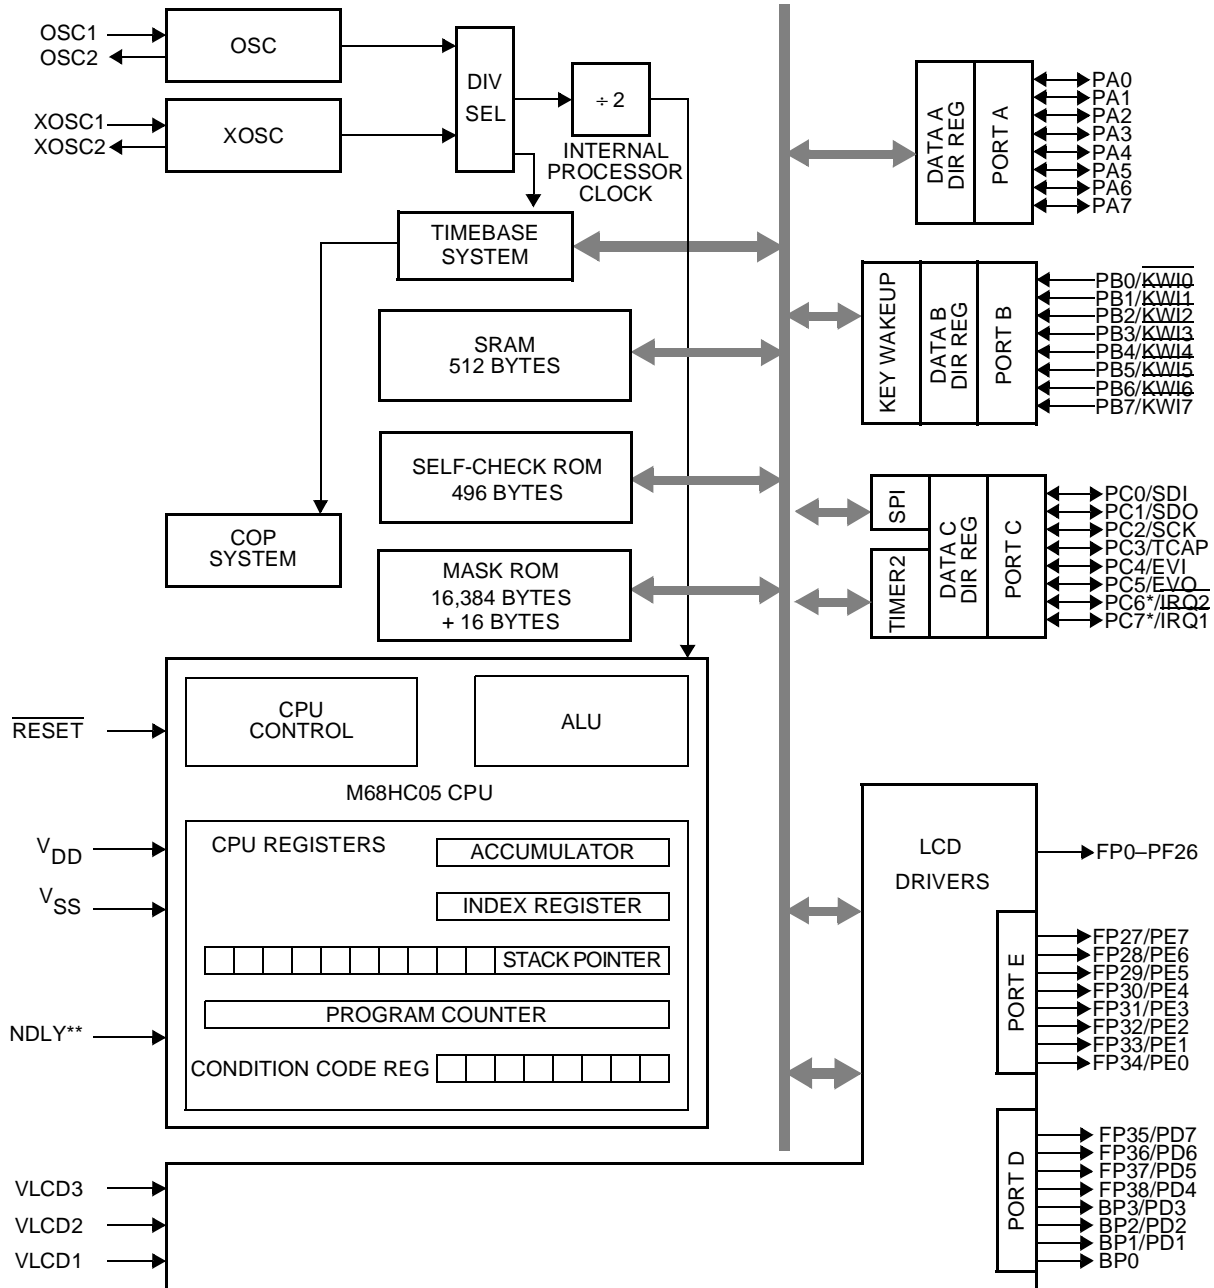 OSC1
OSC2
OSC
XOSC1
XOSC2
XOSC
DIV
SEL
÷ 2
INTERNAL
PROCESSOR
CLOCK
TIMEBASE
SYSTEM
SRAM
512 BYTES
SELF-CHECK ROM
496 BYTES
COP
SYSTEM
MASK ROM
16,384 BYTES
+ 16 BYTES
DATA A
DIR REG
PORT A
PA0
PA1
PA2
PA3
PA4
PA5
PA6
PA7
KEY WAKEUP
DATA B
DIR REG
PORT B
PB0/KWI0
PB1/KWI1
PB2/KWI2
PB3/KWI3
PB4/KWI4
PB5/KWI5
PB6/KWI6
PB7/KWI7
SPI
TIMER2
DATA C
DIR REG
PORT C
PC0/SDI
PC1/SDO
PC2/SCK
PC3/TCAP
PC4/EVI
PC5/EVO
PC6*/IRQ2
PC7*/IRQ1
RESET
VDD
VSS
NDLY**
CPU
CONTROL
ALU
M68HC05 CPU
CPU REGISTERS
ACCUMULATOR
INDEX REGISTER
STACK POINTER
PROGRAM COUNTER
CONDITION CODE REG
LCD
DRIVERS
FP0–PF26
PORT E
FP27/PE7
FP28/PE6
FP29/PE5
FP30/PE4
FP31/PE3
FP32/PE2
FP33/PE1
FP34/PE0
PORT D
FP35/PD7
FP36/PD6
FP37/PD5
FP38/PD4
BP3/PD3
BP2/PD2
BP1/PD1
BP0
VLCD3
VLCD2
VLCD1